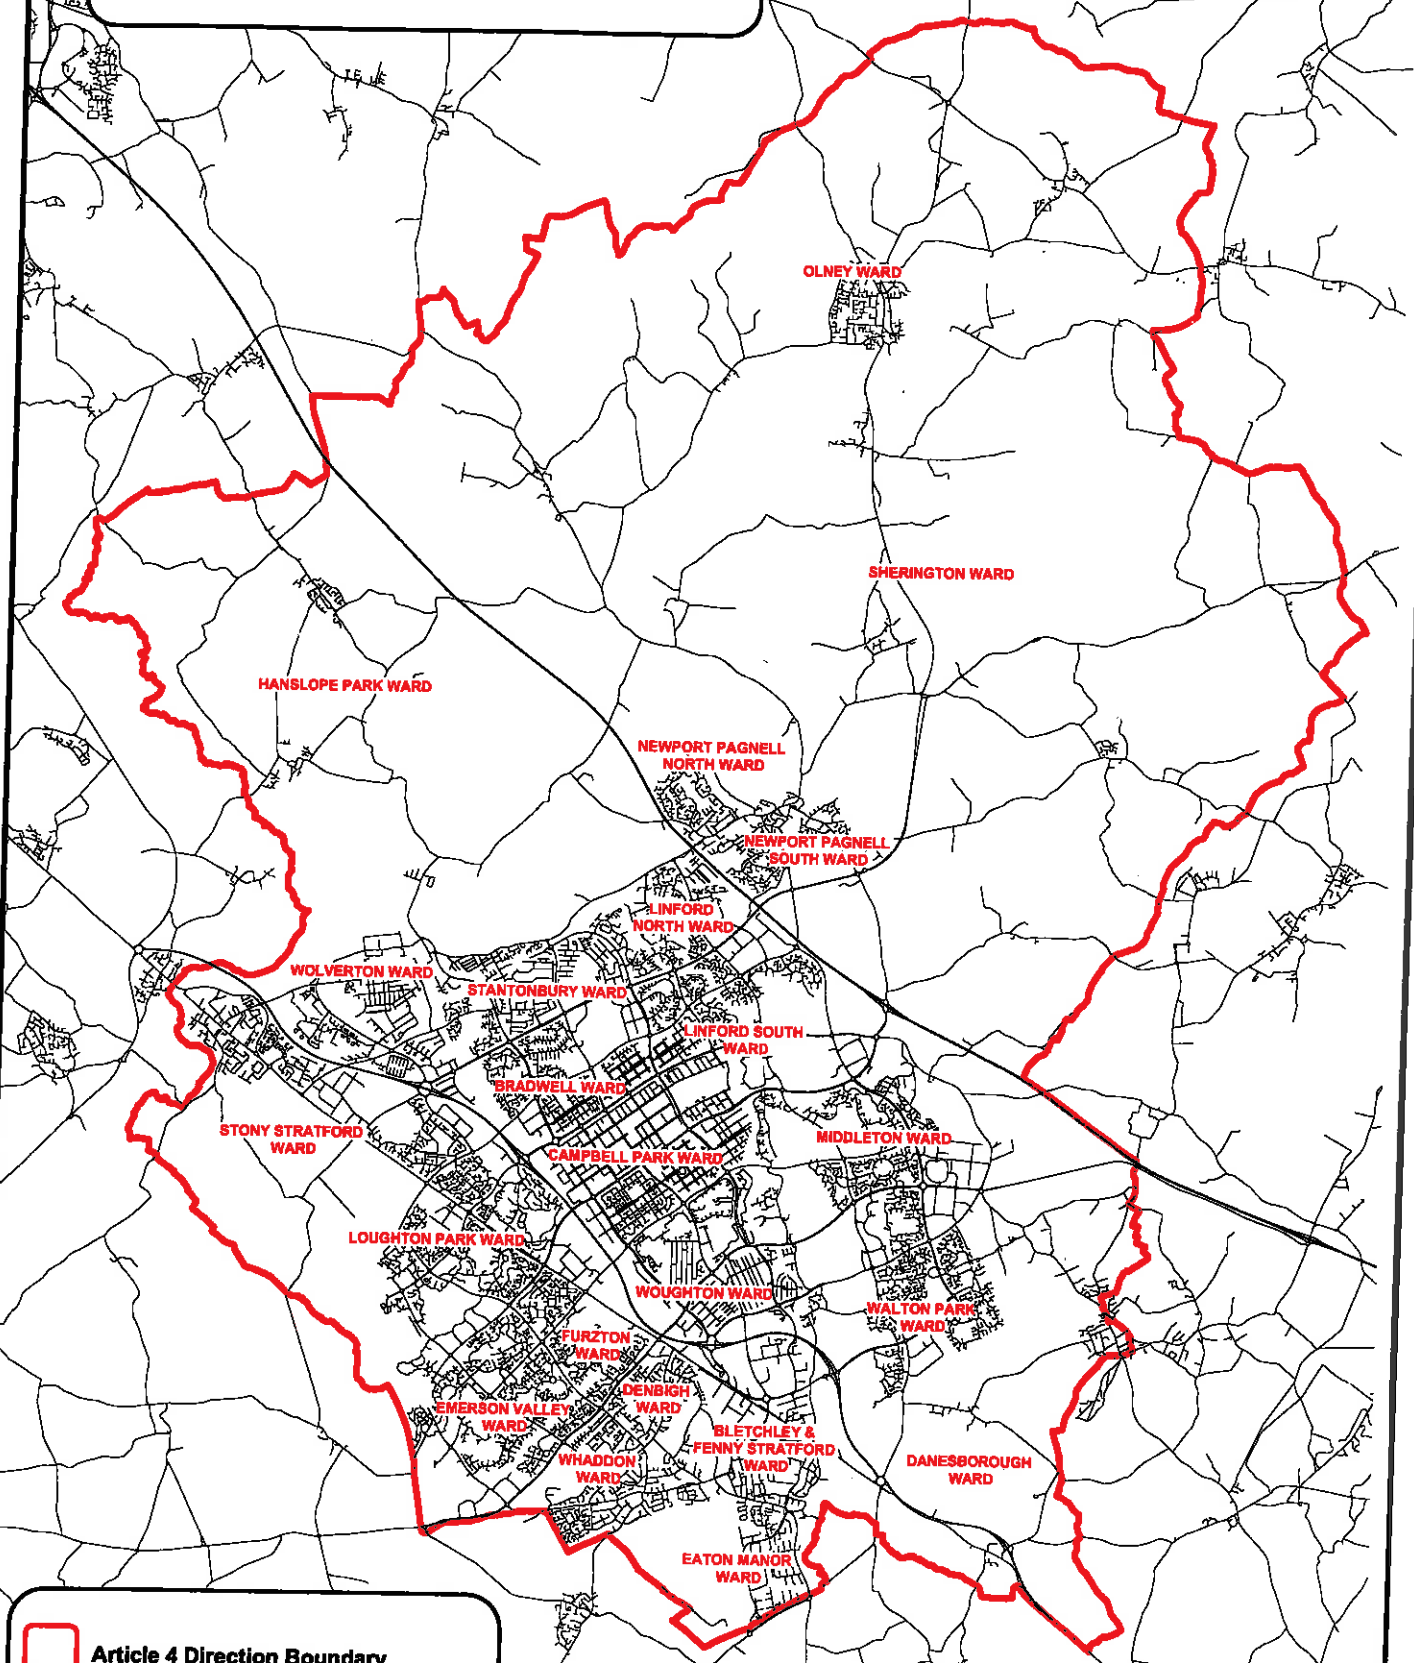 OLNEY WARD
SHERINGTON WARD
HANSLOPE PARK WARD
NEWPORT PAGNELL
NORTH WARD
NEWPORT PAGNELL
SOUTH WARD
LINFORD
NORTH WARD
WOLVERTON WARD
STANTONBURY WARD
LINFORD SOUTH
WARD
BRADWELL WARD
STONY STRATFORD
WARD
MIDDLETON WARD
CAMPBELL PARK WARD
LOUGHTON PARK WARD
WOUGHTON WARD
WALTON PARK
WARD
FURZTON
WARD
DENBIGH
WARD
EMERSON VALLEY
WARD
BLETCHLEY &
FENNY STRATFORD
WARD
WHADDON
WARD
DANESBOROUGH
WARD
EATON MANOR
WARD
Article 4 Direction Boundary